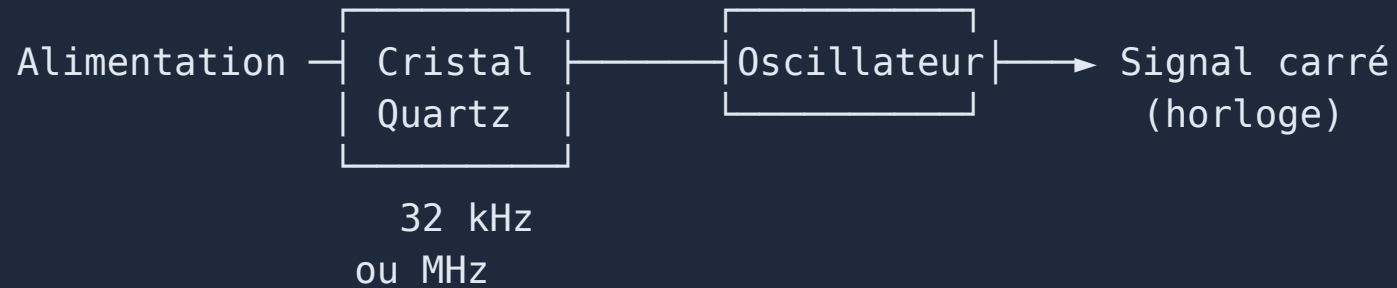 Alimentation Cristal Oscillateur Signal carré
Quartz (horloge)
32 kHz
ou MHz